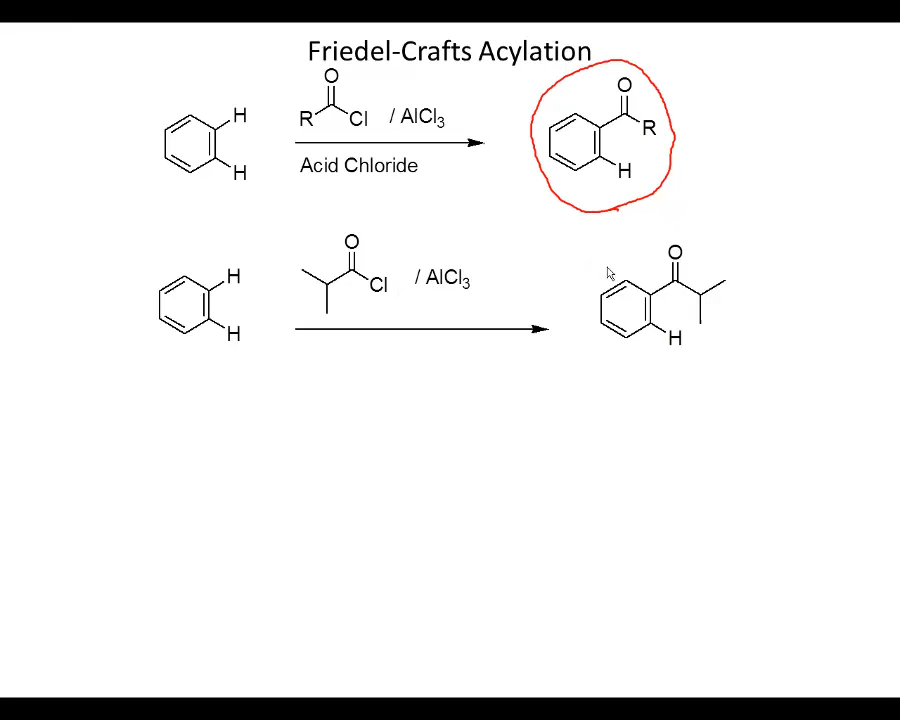 Friedel-Crafts Acylation
H
H
O
R
Cl
/ AlCl3
Acid Chloride
O
R
H
H
H
O
Cl
/ AlCl3
O
H